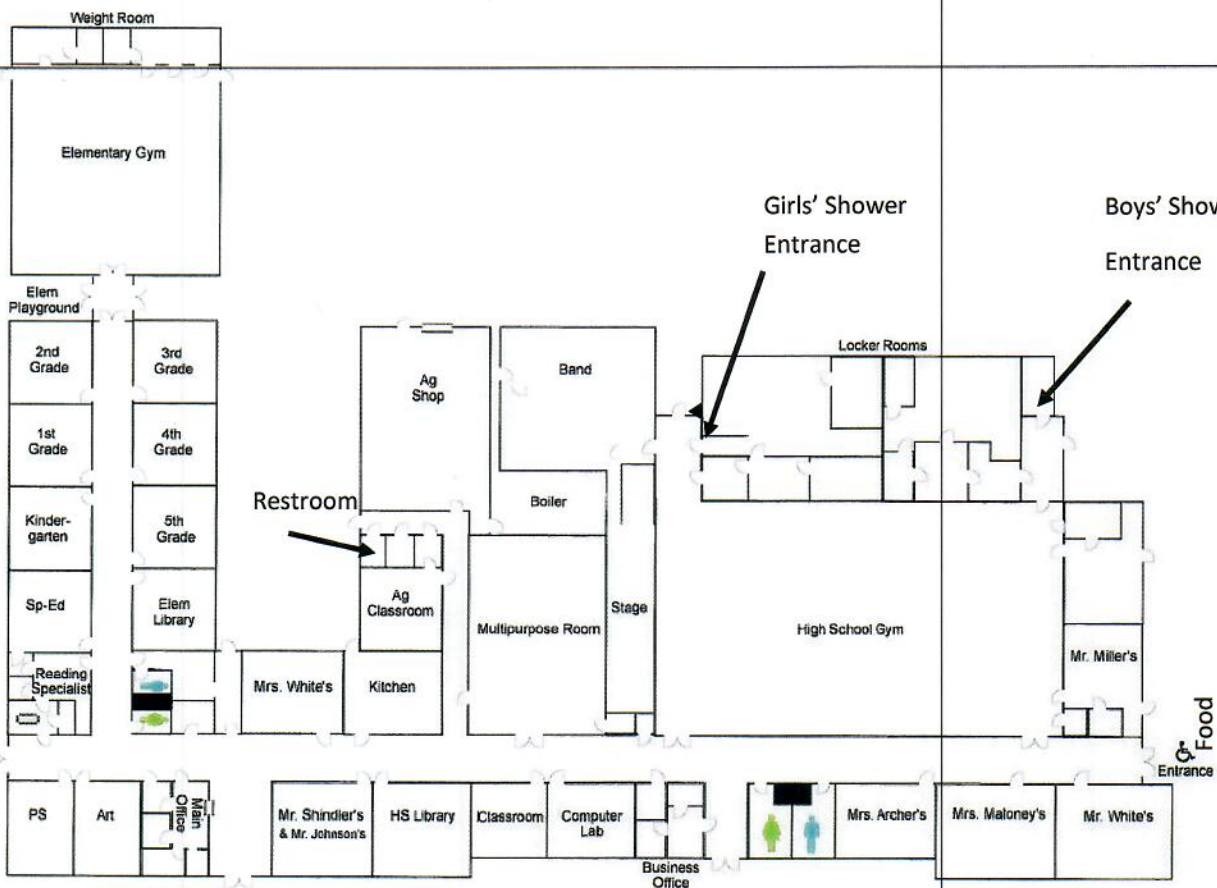 Weight Room
Elementary Gym
Girls' Shower
Entrance
Boys' Show
Entrance
Elem
Playground
2nd
Grade
3rd
Grade
1st
Grade
4th
Grade
Kinder-
garten
5th
Grade
Sp-Ed
Elem
Library
Reading
Specialist
Mrs. White's
Kitchen
Restroom
Ag
Shop
Ag
Classroom
Band
Boiler
Multipurpose Room
Stage
Locker Rooms
High School Gym
Mr. Miller's
Food
Entrance
PS
Art
Main
Office
Mr. Shindler's
& Mr. Johnson's
HS Library
Classroom
Computer
Lab
Business
Office
Mrs. Archer's
Mrs. Maloney's
Mr. White's